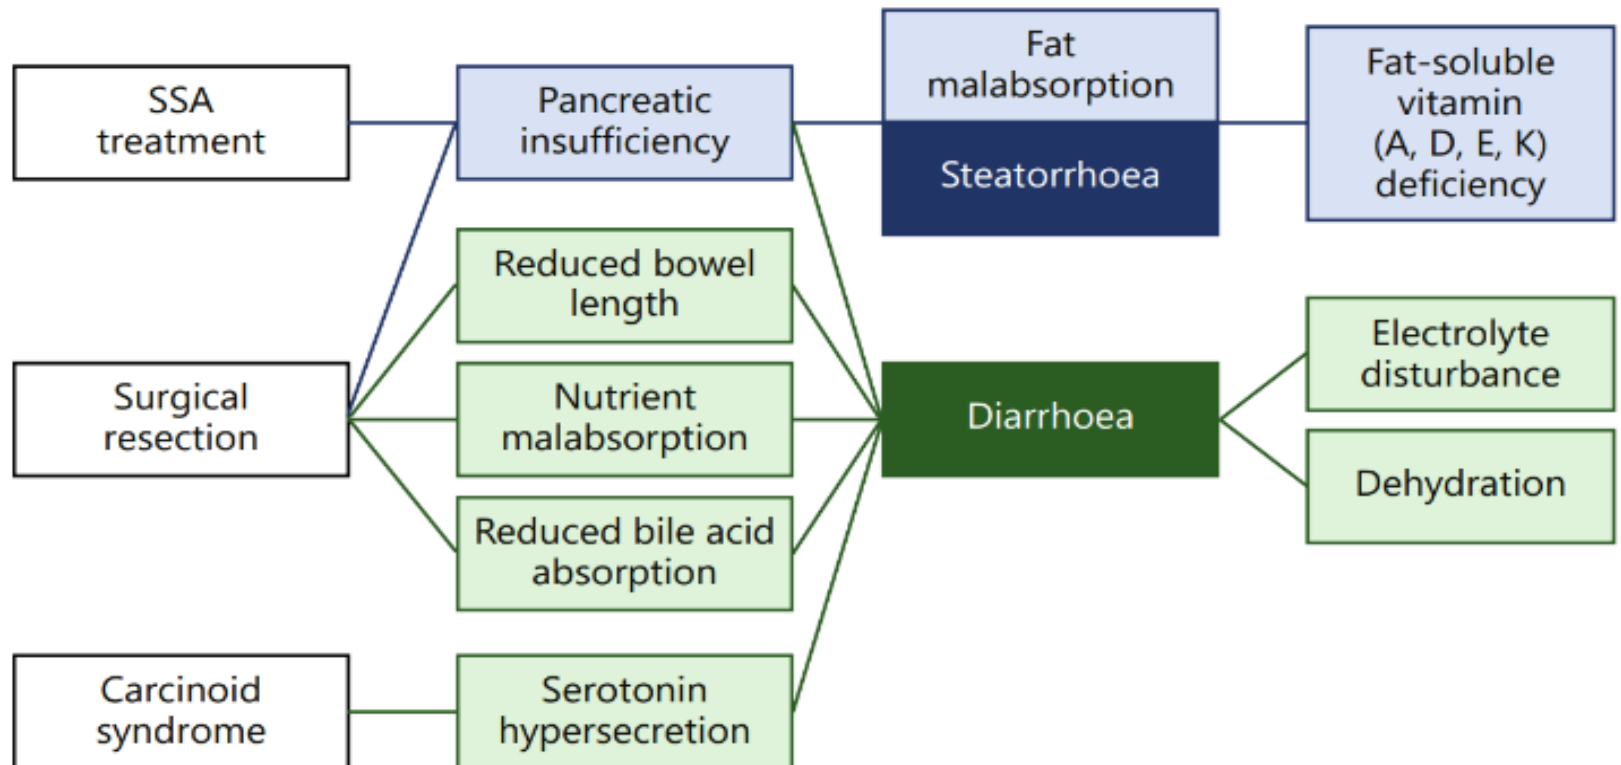 SSA
treatment
Pancreatic
insufficiency
Fat
malabsorption
Steatorrhoea
Fat-soluble
vitamin
(A, D, E, K)
deficiency
Reduced bowel
length
Surgical
resection
Nutrient
malabsorption
Reduced bile acid
absorption
Diarrhoea
Electrolyte
disturbance
Dehydration
Carcinoid
syndrome
Serotonin
hypersecretion